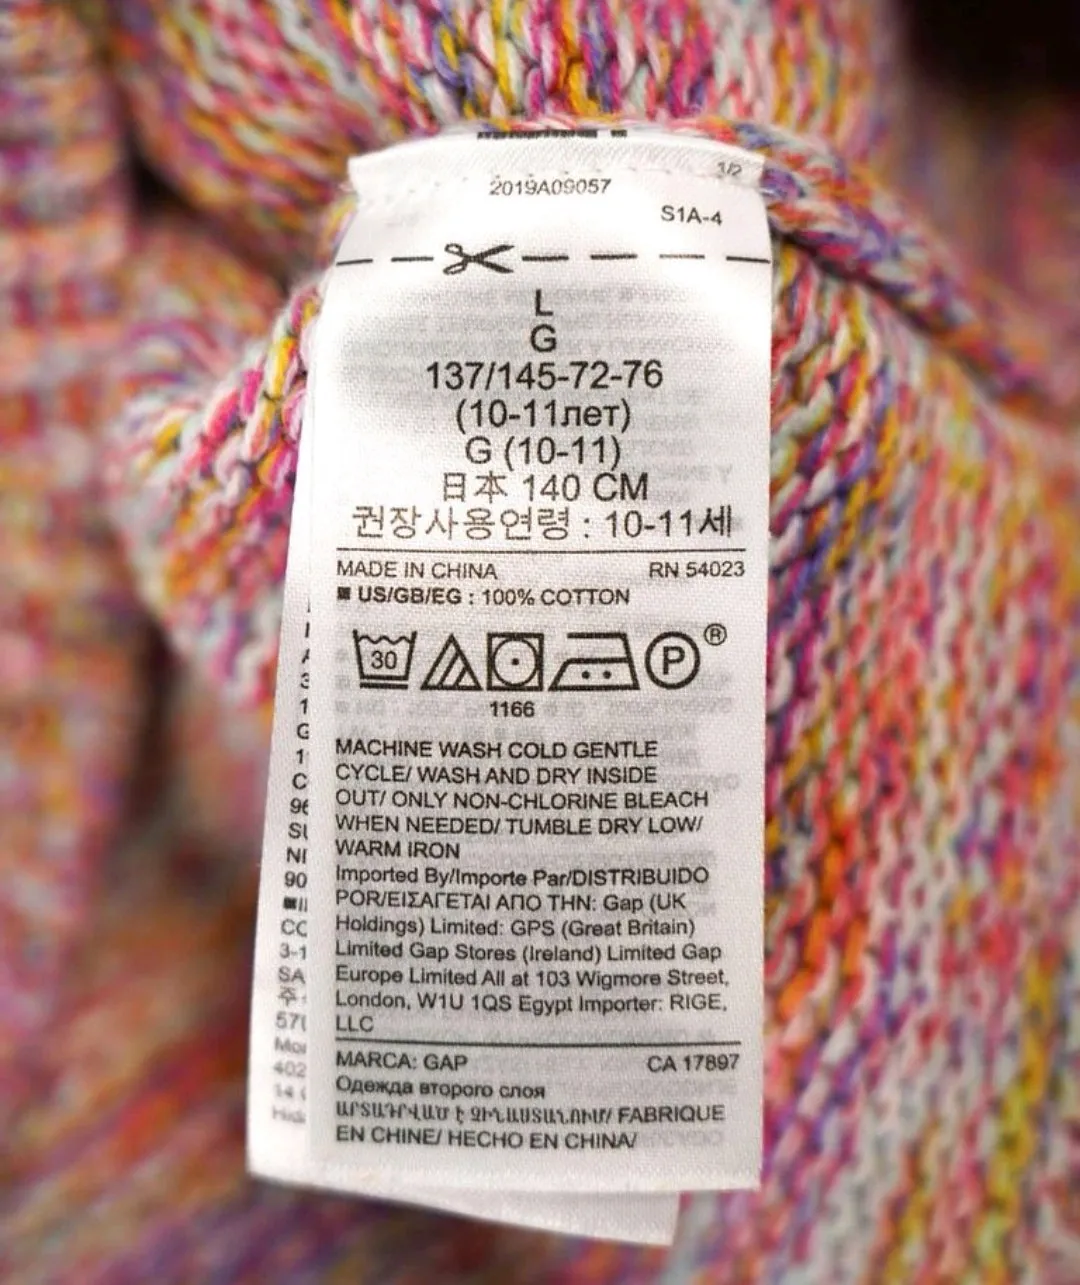 1/2
2019A09057
S1A-4
L
G
137/145-72-76
(10-11лет)
G (10-11)
日本 140 CM
권장사용연령 : 10-11세
MADE IN CHINA RN 54023
US/GB/EG : 100% COTTON
30 P ®
1166
MACHINE WASH COLD GENTLE
CYCLE/ WASH AND DRY INSIDE
OUT/ ONLY NON-CHLORINE BLEACH
WHEN NEEDED/ TUMBLE DRY LOW/
WARM IRON
Imported By/Importe Par/DISTRIBUIDO
POR/ΕΙΣΑΓΕΤΑΙ ΑΠΟ ΤΗΝ: Gap (UK
Holdings) Limited: GPS (Great Britain)
Limited Gap Stores (Ireland) Limited Gap
Europe Limited All at 103 Wigmore Street,
London, W1U 1QS Egypt Importer: RIGE,
LLC
MARCA: GAP CA 17897
Одежда второго слоя
ԱՐՏԱԴՐՎԱԾ Է ՉԻՆԱՍՏԱՆՈՒՄ/ FABRIQUE
EN CHINE/ HECHO EN CHINA/